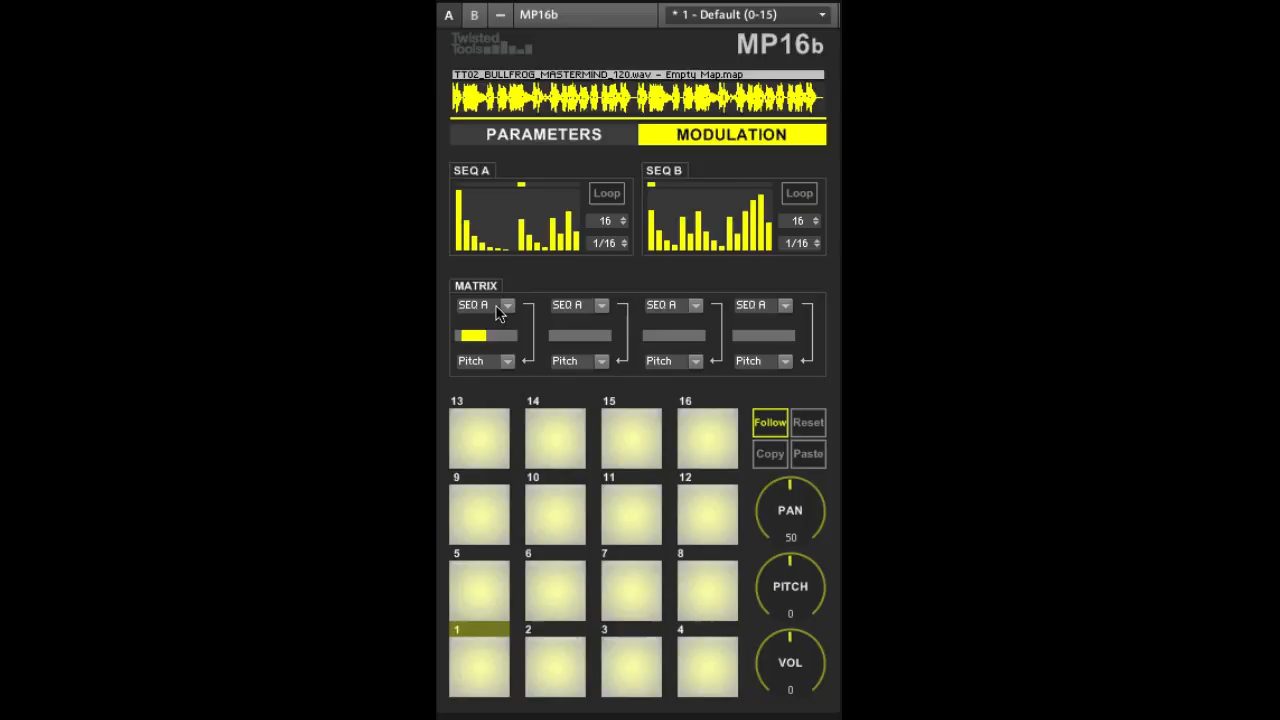 A B MP16b * 1 - Default (0-15)
Twisted
Tools
MP16b
TT02_BULLFROG_MASTERMIND_120.wav - Empty Map.map
PARAMETERS MODULATION
SEQ A SEQ B
Loop Loop
16 16
1/16 1/16
MATRIX
SEQ A SEQ A SEQ A SEQ A
Pitch Pitch Pitch Pitch
13 14 15 16
Follow Reset
Copy Paste
9 10 11 12
PAN
50
5 6 7 8
PITCH
0
1 2 3 4
VOL
0